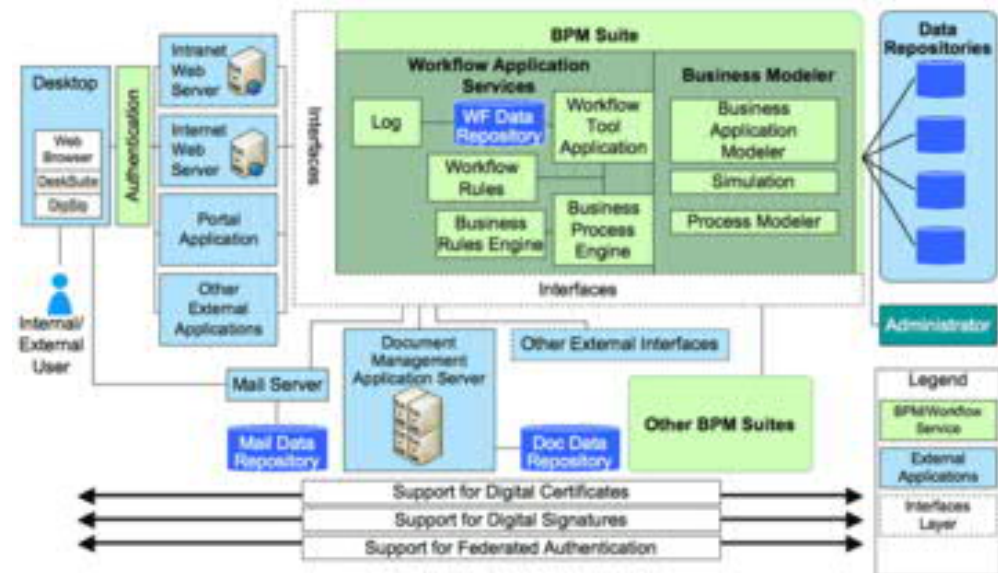 Desktop
Web
Browser
DeskSuite
DigSig
Internal/
External
User
Authentication
Intranet
Web
Server
Internet
Web
Server
Portal
Application
Other
External
Applications
Interfaces
BPM Suite
Workflow Application
Services
Log
WF Data
Repository
Workflow
Tool
Application
Workflow
Rules
Business
Rules Engine
Business
Process
Engine
Business Modeler
Business
Application
Modeler
Simulation
Process Modeler
Interfaces
Data
Repositories
Administrator
Mail Server
Mail Data
Repository
Document
Management
Application Server
Doc Data
Repository
Other External Interfaces
Other BPM Suites
Legend
BPM/Workflow
Service
External
Applications
Interfaces
Layer
Support for Digital Certificates
Support for Digital Signatures
Support for Federated Authentication